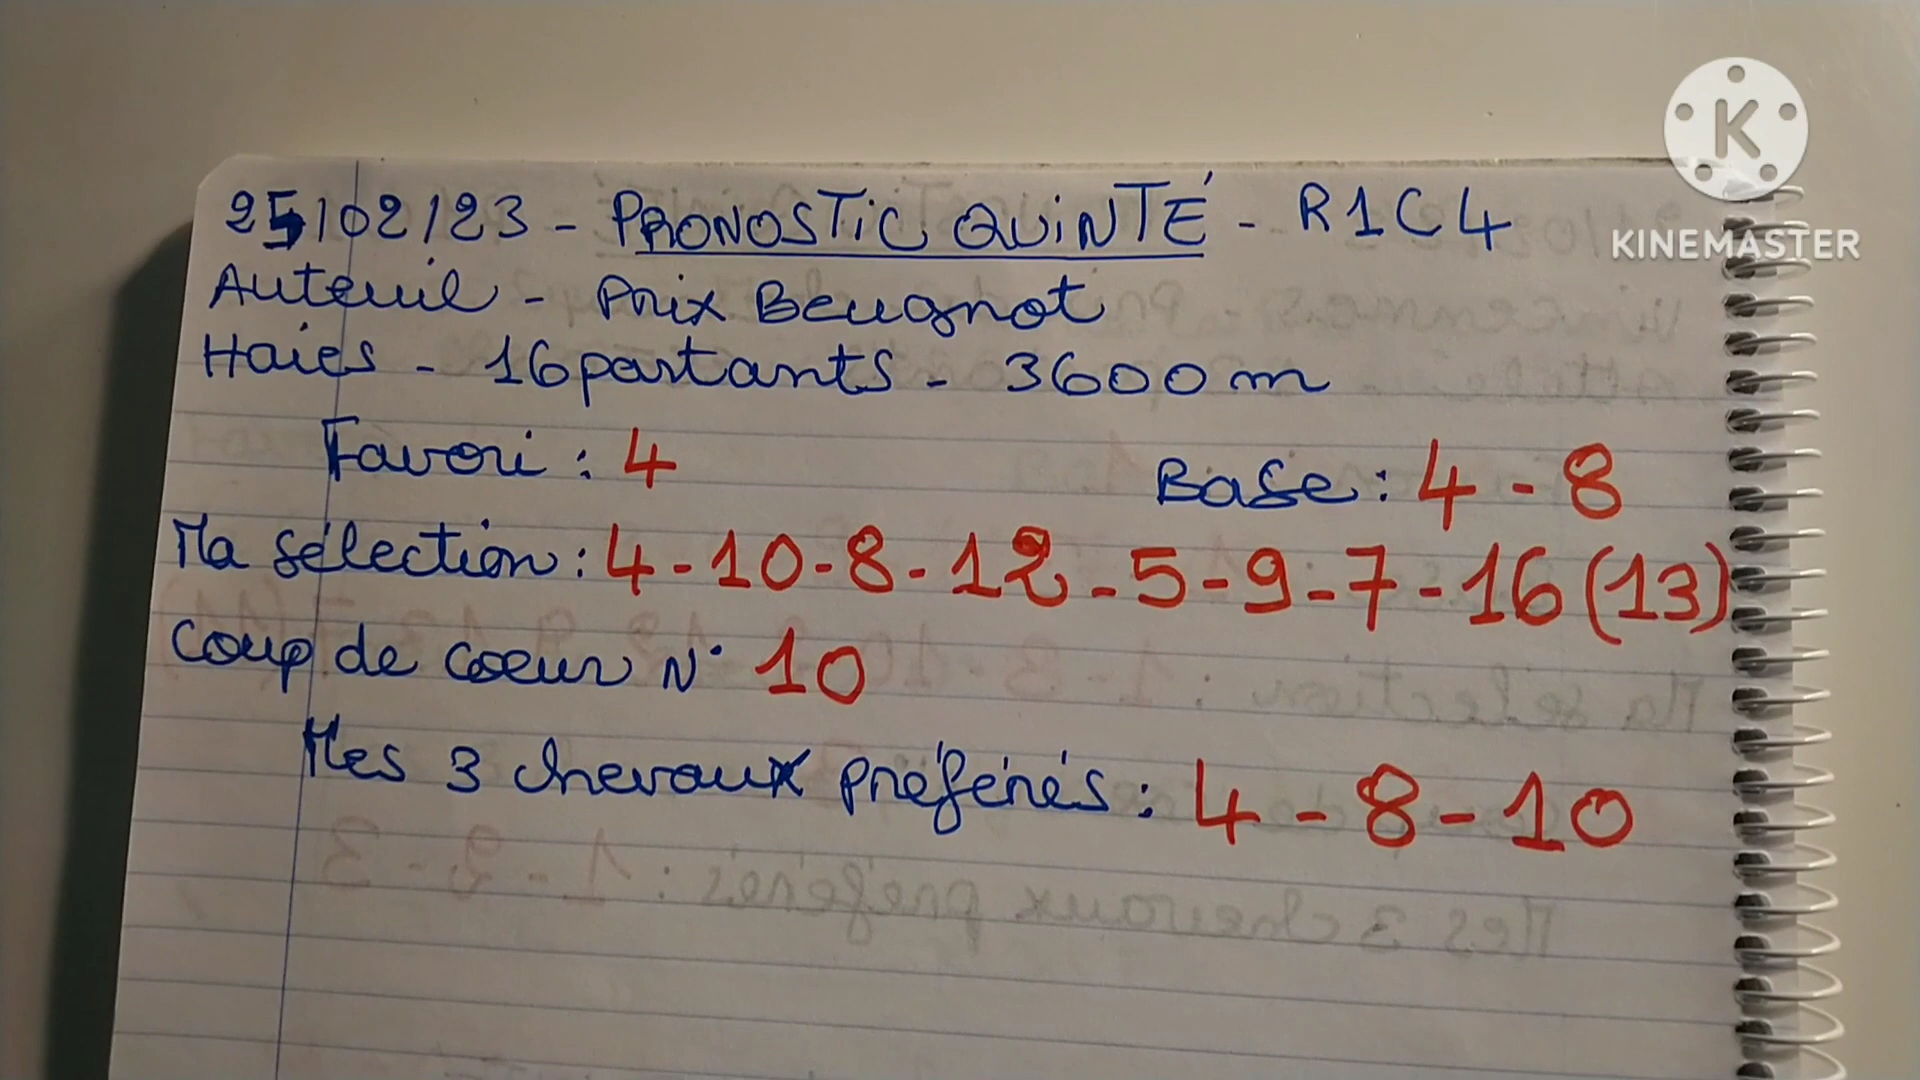 25/02/23 - PRONOSTIC QUINTÉ - R1C4
KINEMASTER
Auteuil - Prix Beugnot
Haies - 16 partants - 3600m
Favori : 4
Base : 4 - 8
Ma sélection : 4 - 10 - 8 - 12 - 5 - 9 - 7 - 16 (13)
Coup de coeur N° 10
Mes 3 chevaux préférés : 4 - 8 - 10